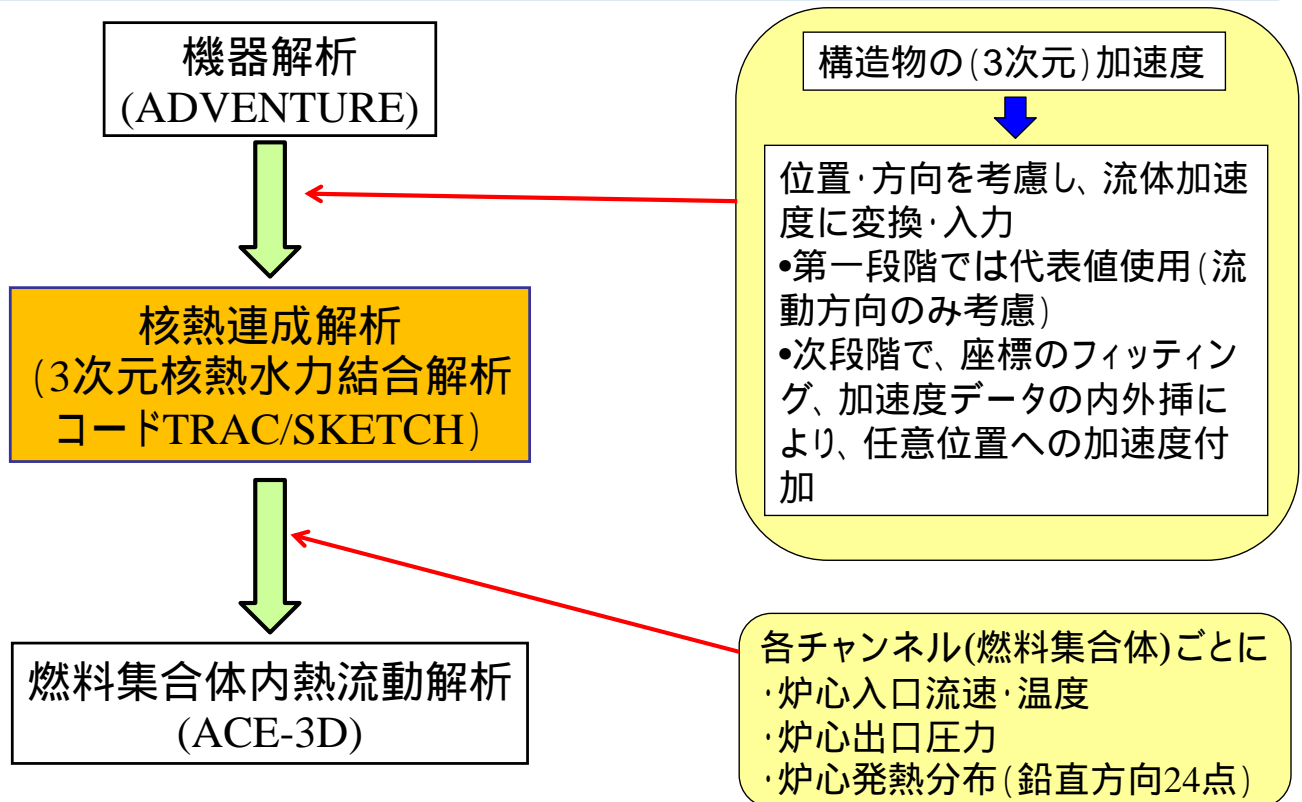 機器解析
(ADVENTURE)
構造物の(3次元)加速度
位置・方向を考慮し、流体加速
度に変換・入力
•第一段階では代表値使用(流
動方向のみ考慮)
•次段階で、座標のフィッティン
グ、加速度データの内外挿に
より、任意位置への加速度付
加
核熱連成解析
(3次元核熱水力結合解析
コードTRAC/SKETCH)
燃料集合体内熱流動解析
(ACE-3D)
各チャンネル(燃料集合体)ごとに
・炉心入口流速・温度
・炉心出口圧力
・炉心発熱分布(鉛直方向24点)